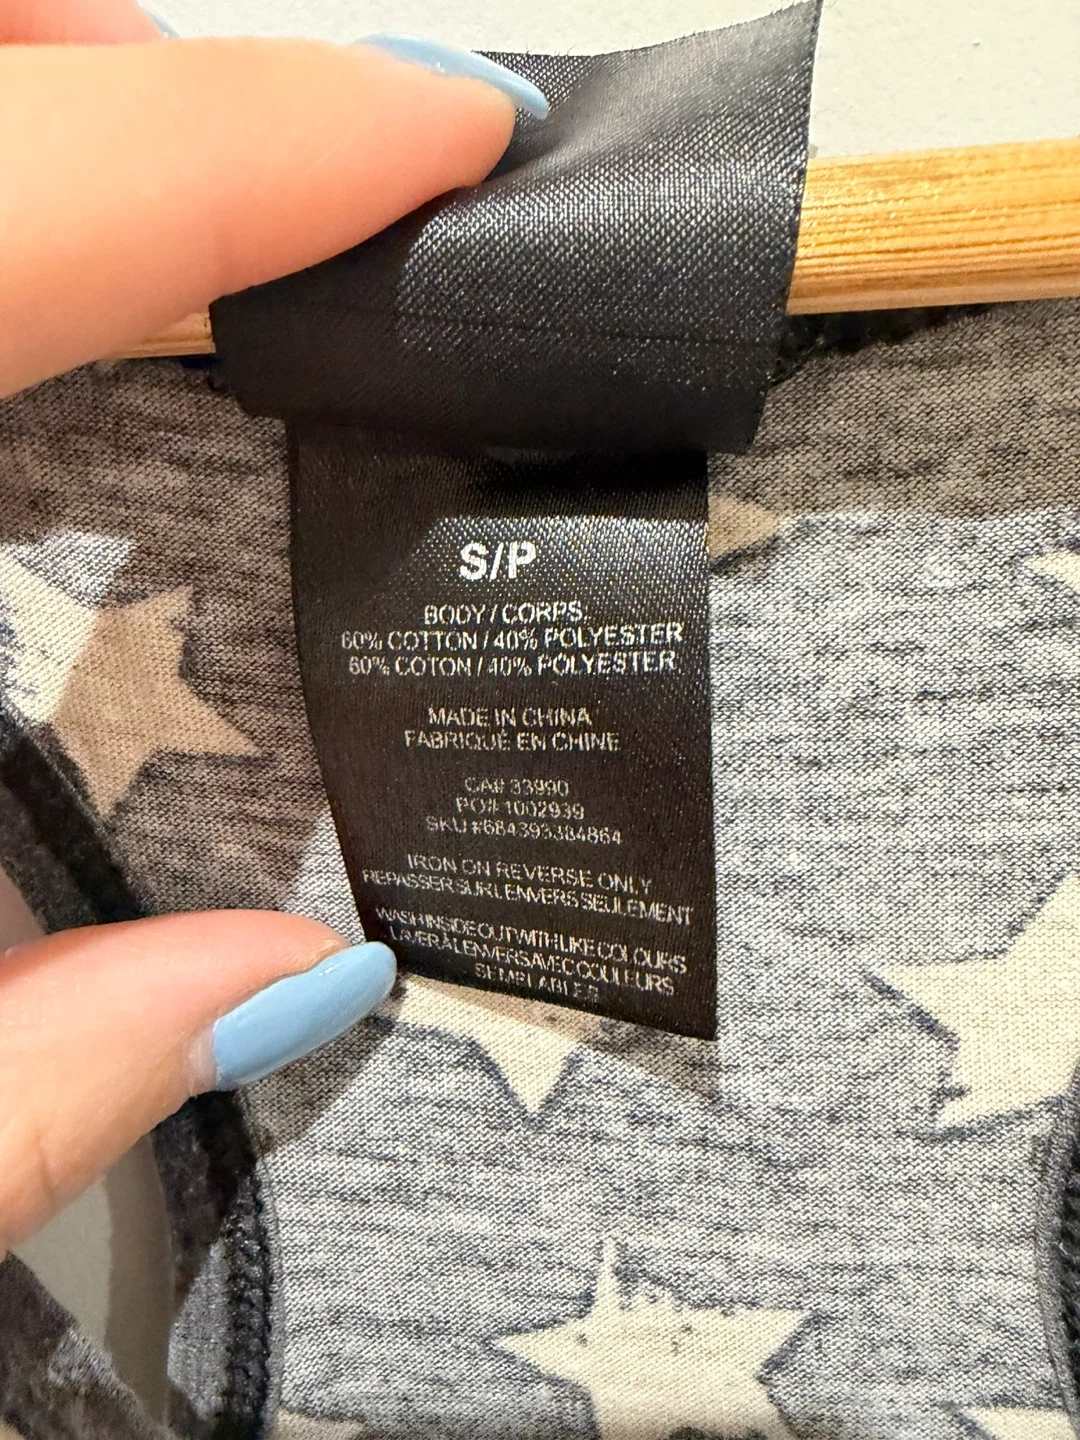 S/P
BODY / CORPS
60% COTTON / 40% POLYESTER
60% COTON / 40% POLYESTER
MADE IN CHINA
FABRIQUÉ EN CHINE
CA# 33990
PO# 1002939
SKU #684393384864
IRON ON REVERSE ONLY
REPASSER SUR L'ENVERS SEULEMENT
WASH INSIDE OUT WITH LIKE COLOURS
LAVER À L'ENVERS AVEC COULEURS
SEMBLABLES